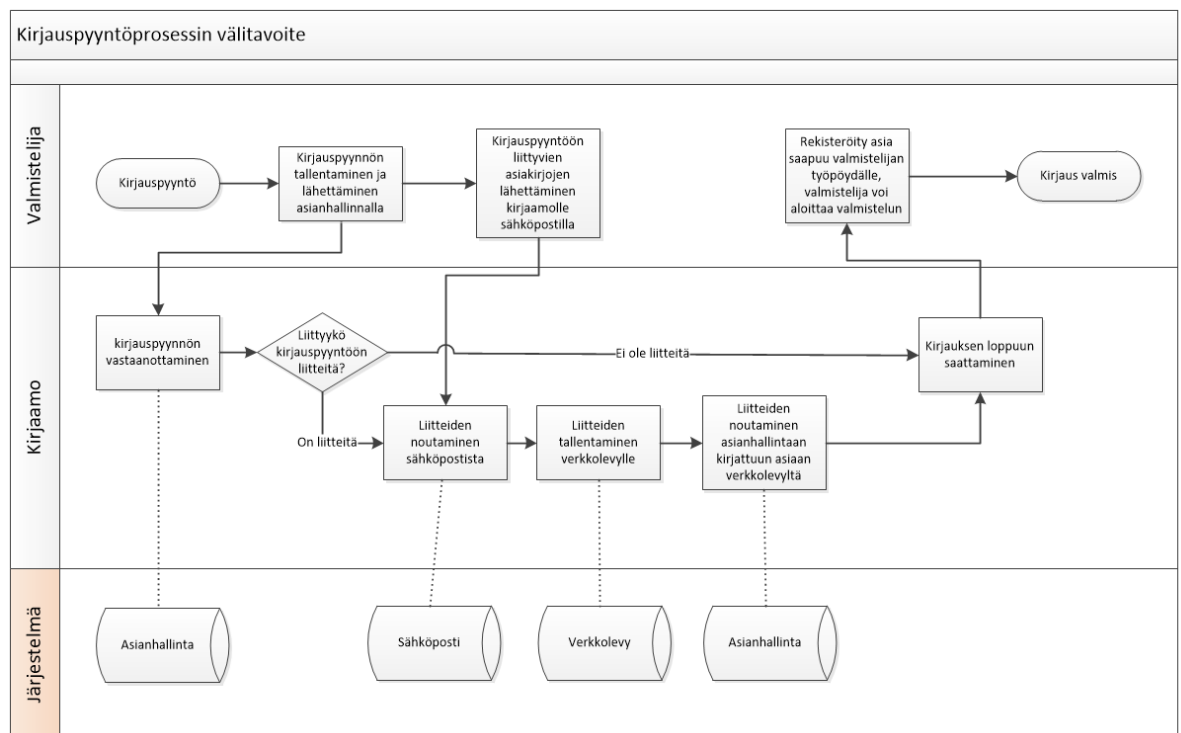 Kirjauspyyntöprosessin välitavoite
Valmistelija
Kirjauspyyntö
Kirjauspyynnön
tallentaminen ja
lähettäminen
asianhallinnalla
Kirjauspyyntöön
liittyvien
asiakirjojen
lähettäminen
kirjaamolle
sähköpostilla
Rekisteröity asia
saapuu valmistelijan
työpöydälle,
valmistelija voi
aloittaa valmistelun
Kirjaus valmis
Kirjaamo
kirjauspyynnön
vastaanottaminen
Liittyykö
kirjauspyyntöön
liitteitä?
Ei ole liitteitä
Kirjauksen loppuun
saattaminen
On liitteitä
Liitteiden
noutaminen
sähköpostista
Liitteiden
tallentaminen
verkkolevylle
Liitteiden
noutaminen
asianhallintaan
kirjattuun asiaan
verkkolevyltä
Järjestelmä
Asianhallinta
Sähköposti
Verkkolevy
Asianhallinta